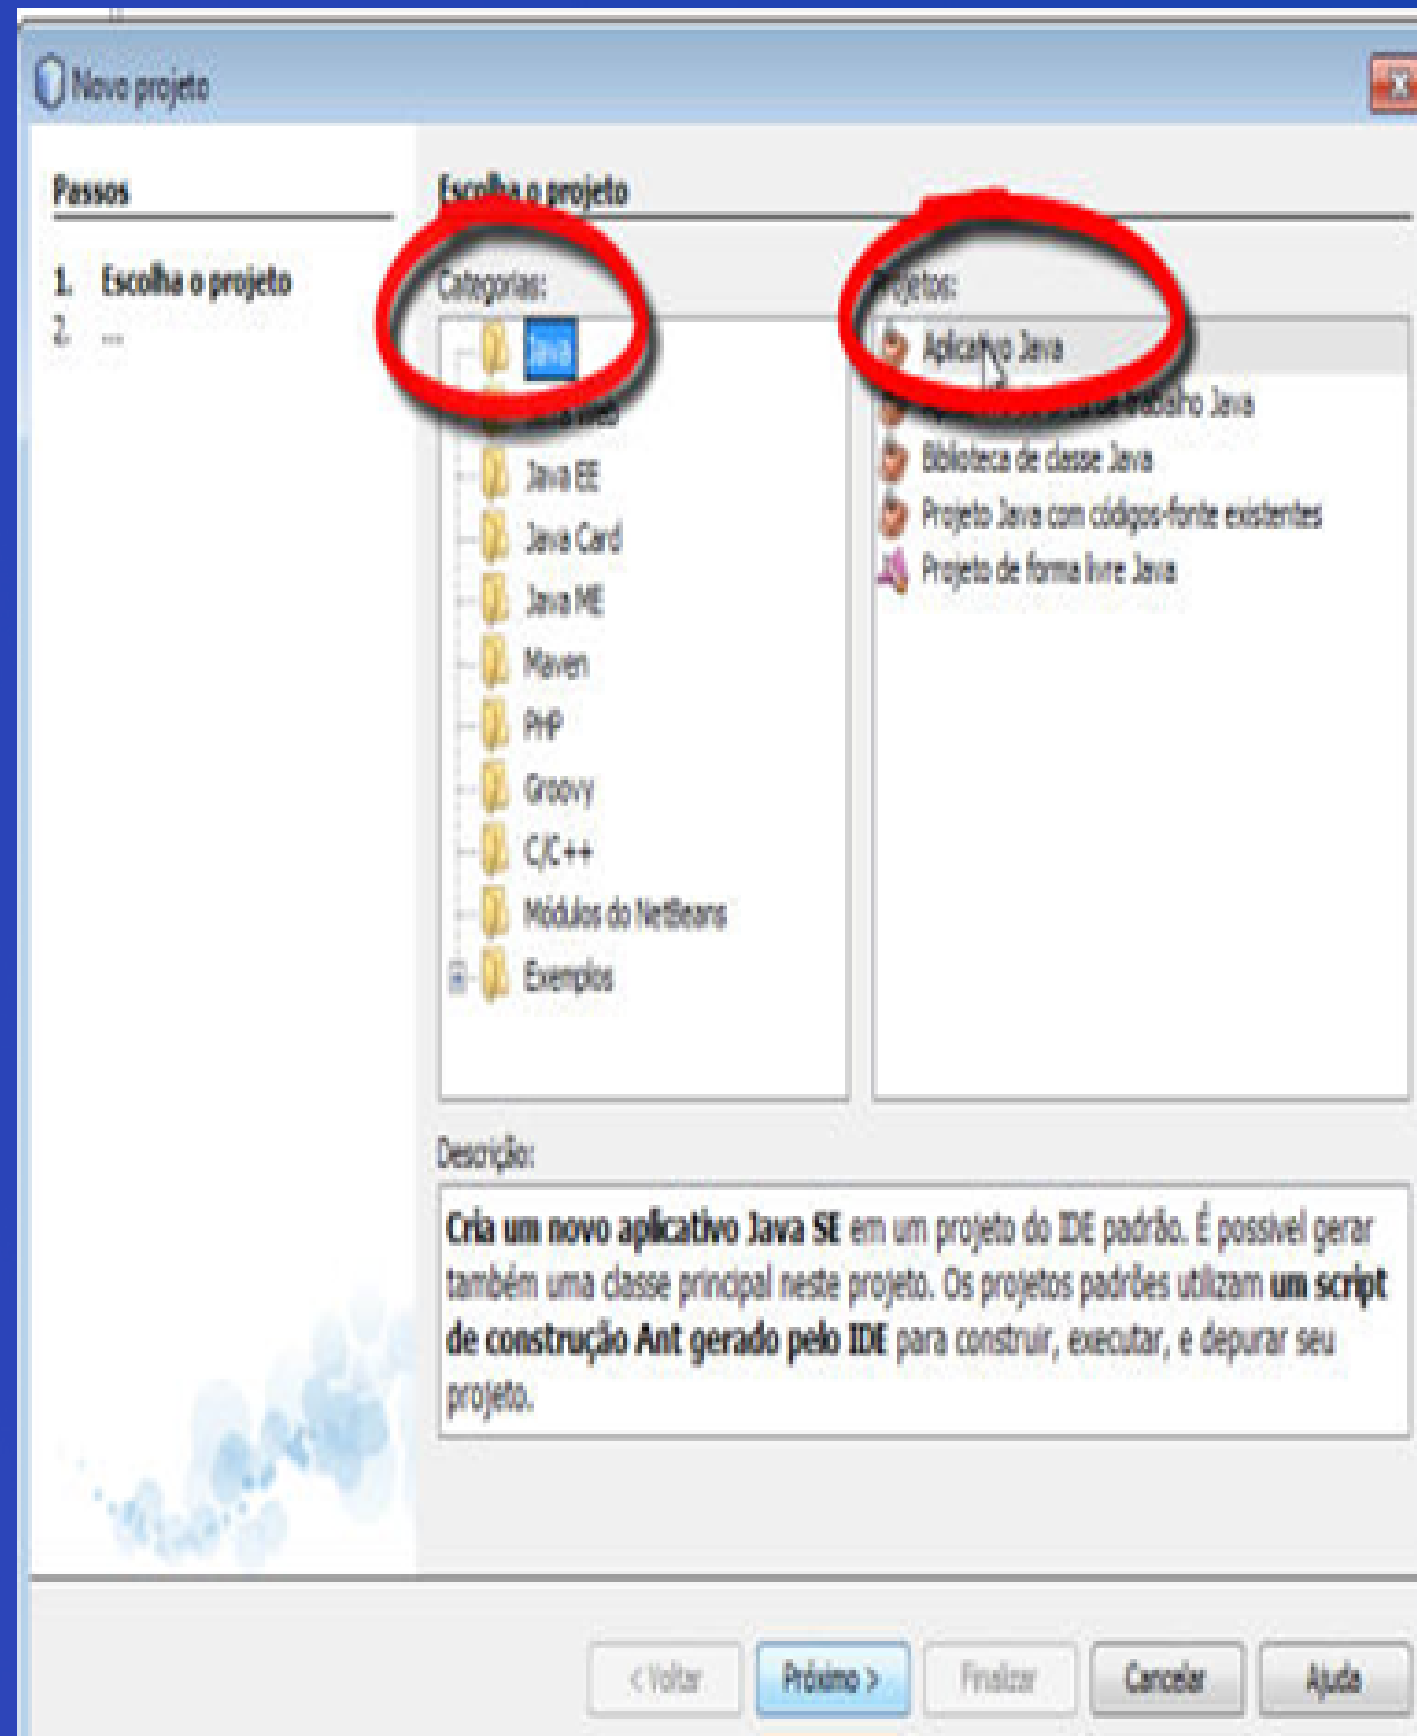 Novo projeto
Passos
Escolha o projeto
1. Escolha o projeto
2. ...
Categorias:
Java
Web
Java EE
Java Card
Java ME
Maven
PHP
Groovy
C/C++
Módulos do NetBeans
Exemplos
Aplicativo Java
Java
Biblioteca de classe Java
Projeto Java com códigos-fonte existentes
Projeto de forma livre Java
Descrição:
Cria um novo aplicativo Java SE em um projeto do IDE padrão. É possível gerar
também uma classe principal neste projeto. Os projetos padrões utilizam um script
de construção Ant gerado pelo IDE para construir, executar, e depurar seu
projeto.
< Voltar
Próximo >
Finalizar
Cancelar
Ajuda